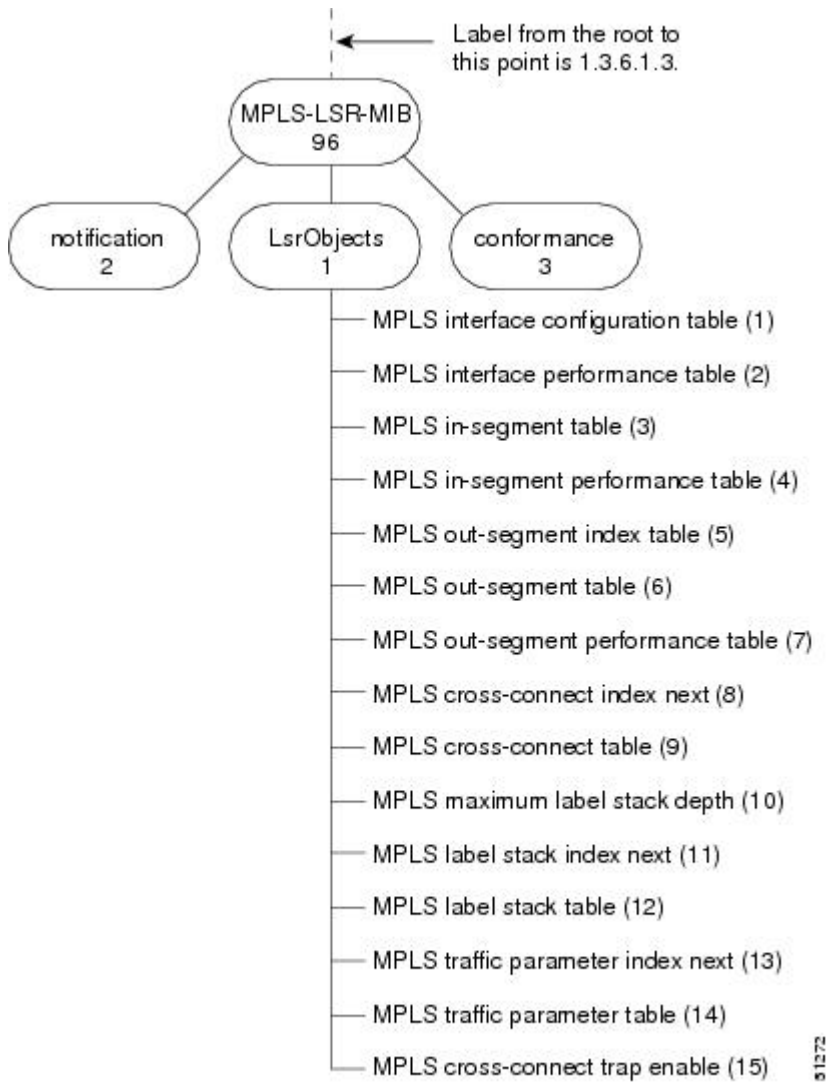 Label from the root to
this point is 1.3.6.1.3.
MPLS-LSR-MIB
96
notification
2
LsrObjects
1
conformance
3
MPLS interface configuration table (1)
MPLS interface performance table (2)
MPLS in-segment table (3)
MPLS in-segment performance table (4)
MPLS out-segment index table (5)
MPLS out-segment table (6)
MPLS out-segment performance table (7)
MPLS cross-connect index next (8)
MPLS cross-connect table (9)
MPLS maximum label stack depth (10)
MPLS label stack index next (11)
MPLS label stack table (12)
MPLS traffic parameter index next (13)
MPLS traffic parameter table (14)
MPLS cross-connect trap enable (15)
51272